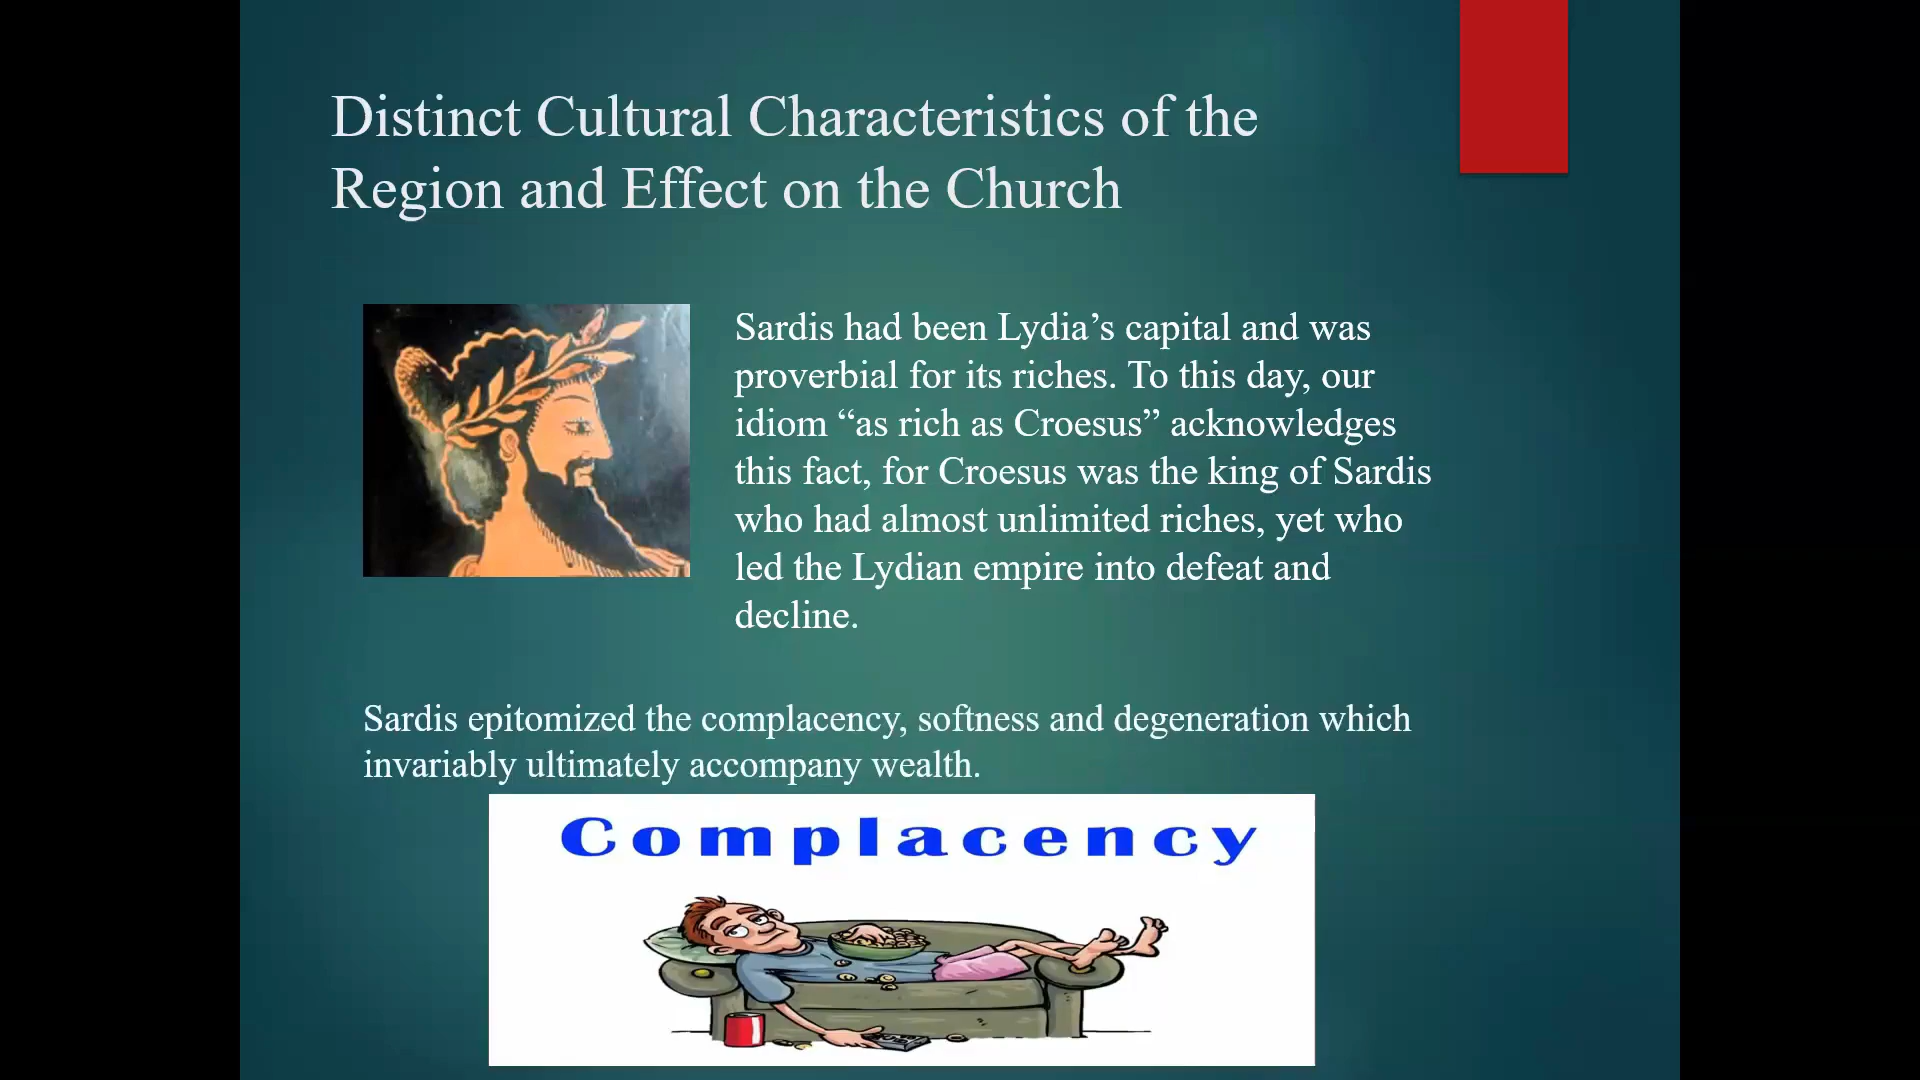 Distinct Cultural Characteristics of the
Region and Effect on the Church
Sardis had been Lydia’s capital and was
proverbial for its riches. To this day, our
idiom “as rich as Croesus” acknowledges
this fact, for Croesus was the king of Sardis
who had almost unlimited riches, yet who
led the Lydian empire into defeat and
decline.
Sardis epitomized the complacency, softness and degeneration which
invariably ultimately accompany wealth.
Complacency